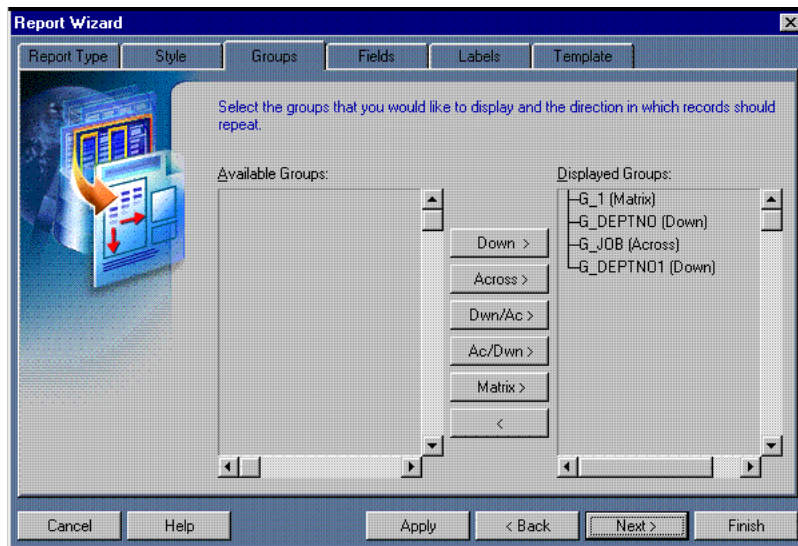 Report Wizard
Report Type
Style
Groups
Fields
Labels
Template
Select the groups that you would like to display and the direction in which records should
repeat.
Available Groups:
Displayed Groups:
G_1 (Matrix)
G_DEPTNO (Down)
G_JOB (Across)
G_DEPTNO1 (Down)
Down >
Across >
Dwn/Ac >
Ac/Dwn >
Matrix >
<
Cancel
Help
Apply
< Back
Next >
Finish